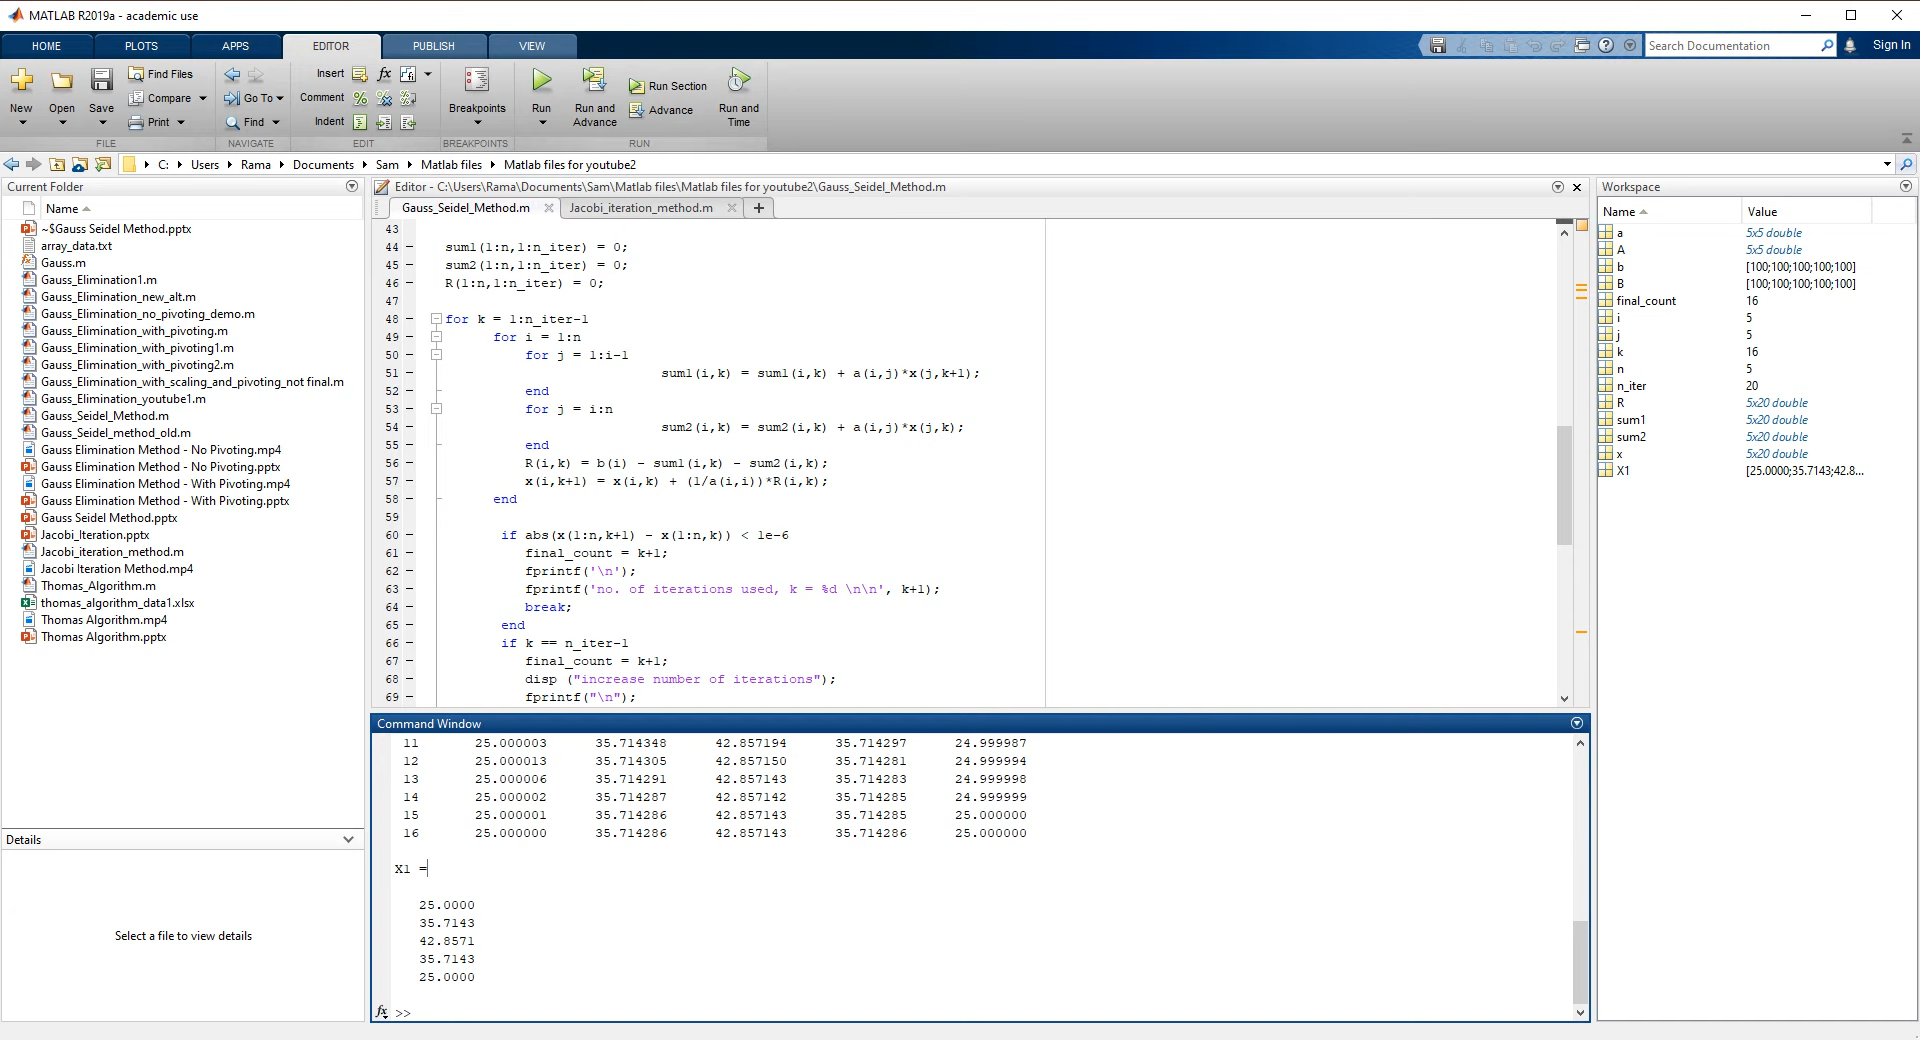 MATLAB R2019a - academic use
HOME PLOTS APPS EDITOR PUBLISH VIEW
Search Documentation
Sign In
New
Open
Save
Find Files
Compare
Print
FILE
Go To
Find
NAVIGATE
Insert
Comment
Indent
EDIT
Breakpoints
BREAKPOINTS
Run
Run and Advance
Run Section
Advance
Run and Time
RUN
C: Users Rama Documents Sam Matlab files Matlab files for youtube2
Current Folder
Name
~$Gauss Seidel Method.pptx
array_data.txt
Gauss.m
Gauss_Elimination1.m
Gauss_Elimination_new_alt.m
Gauss_Elimination_no_pivoting_demo.m
Gauss_Elimination_with_pivoting.m
Gauss_Elimination_with_pivoting1.m
Gauss_Elimination_with_pivoting2.m
Gauss_Elimination_with_scaling_and_pivoting_not final.m
Gauss_Elimination_youtube1.m
Gauss_Seidel_Method.m
Gauss_Seidel_method_old.m
Gauss Elimination Method - No Pivoting.mp4
Gauss Elimination Method - No Pivoting.pptx
Gauss Elimination Method - With Pivoting.mp4
Gauss Elimination Method - With Pivoting.pptx
Gauss Seidel Method.pptx
Jacobi_Iteration.pptx
Jacobi_iteration_method.m
Jacobi Iteration Method.mp4
Thomas_Algorithm.m
thomas_algorithm_data1.xlsx
Thomas Algorithm.mp4
Thomas Algorithm.pptx
Details
Select a file to view details
Editor - C:\Users\Rama\Documents\Sam\Matlab files\Matlab files for youtube2\Gauss_Seidel_Method.m
Gauss_Seidel_Method.m Jacobi_iteration_method.m
43
44 sum1(1:n,1:n_iter) = 0;
45 sum2(1:n,1:n_iter) = 0;
46 R(1:n,1:n_iter) = 0;
47
48 for k = 1:n_iter-1
49 for i = 1:n
50 for j = 1:i-1
51 sum1(i,k) = sum1(i,k) + a(i,j)*x(j,k+1);
52 end
53 for j = i:n
54 sum2(i,k) = sum2(i,k) + a(i,j)*x(j,k);
55 end
56 R(i,k) = b(i) - sum1(i,k) - sum2(i,k);
57 x(i,k+1) = x(i,k) + (1/a(i,i))*R(i,k);
58 end
59
60 if abs(x(1:n,k+1) - x(1:n,k)) < 1e-6
61 final_count = k+1;
62 fprintf('\n');
63 fprintf('no. of iterations used, k = %d \n\n', k+1);
64 break;
65 end
66 if k == n_iter-1
67 final_count = k+1;
68 disp ("increase number of iterations");
69 fprintf("\n");
Command Window
11 25.000003 35.714348 42.857194 35.714297 24.999987
12 25.000013 35.714305 42.857150 35.714281 24.999994
13 25.000006 35.714291 42.857143 35.714283 24.999998
14 25.000002 35.714287 42.857142 35.714285 24.999999
15 25.000001 35.714286 42.857143 35.714285 25.000000
16 25.000000 35.714286 42.857143 35.714286 25.000000
X1 =
25.0000
35.7143
42.8571
35.7143
25.0000
fx >>
Workspace
Name Value
a 5x5 double
A 5x5 double
b [100;100;100;100;100]
B [100;100;100;100;100]
final_count 16
i 5
j 5
k 16
n 5
n_iter 20
R 5x20 double
sum1 5x20 double
sum2 5x20 double
x 5x20 double
X1 [25.0000;35.7143;42.8...